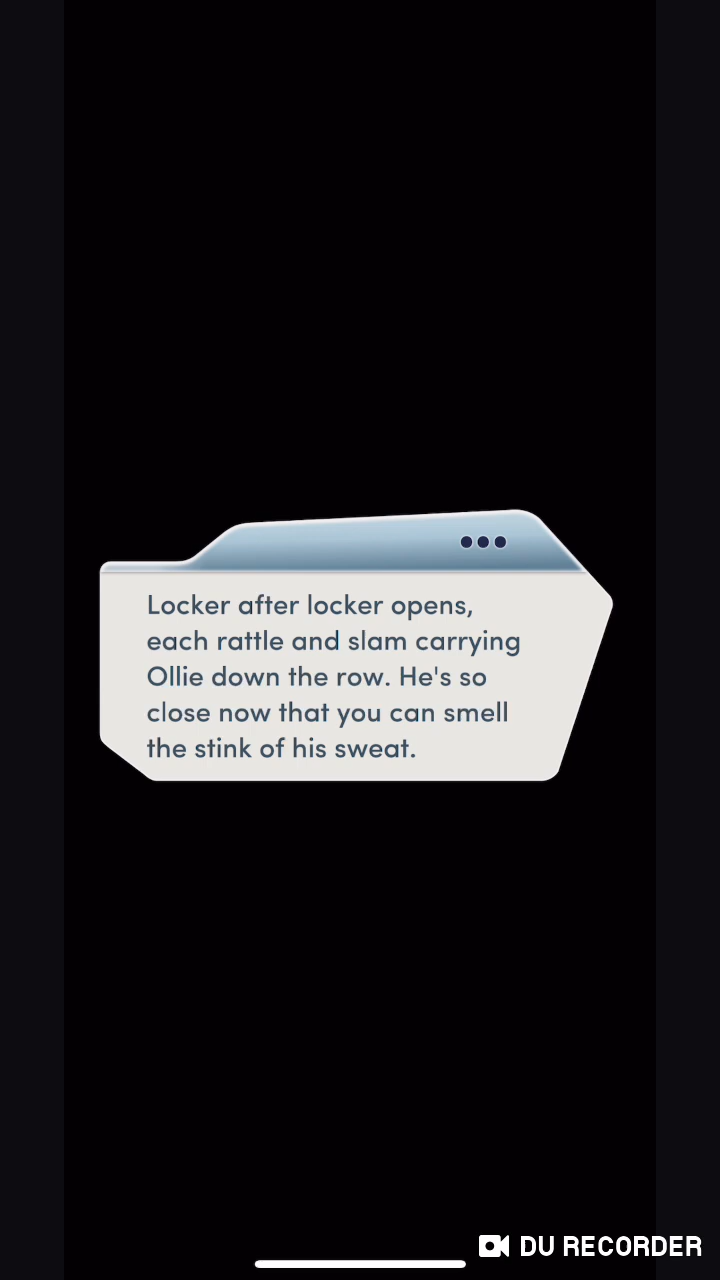 Locker after locker opens,
each rattle and slam carrying
Ollie down the row. He's so
close now that you can smell
the stink of his sweat.
DU RECORDER